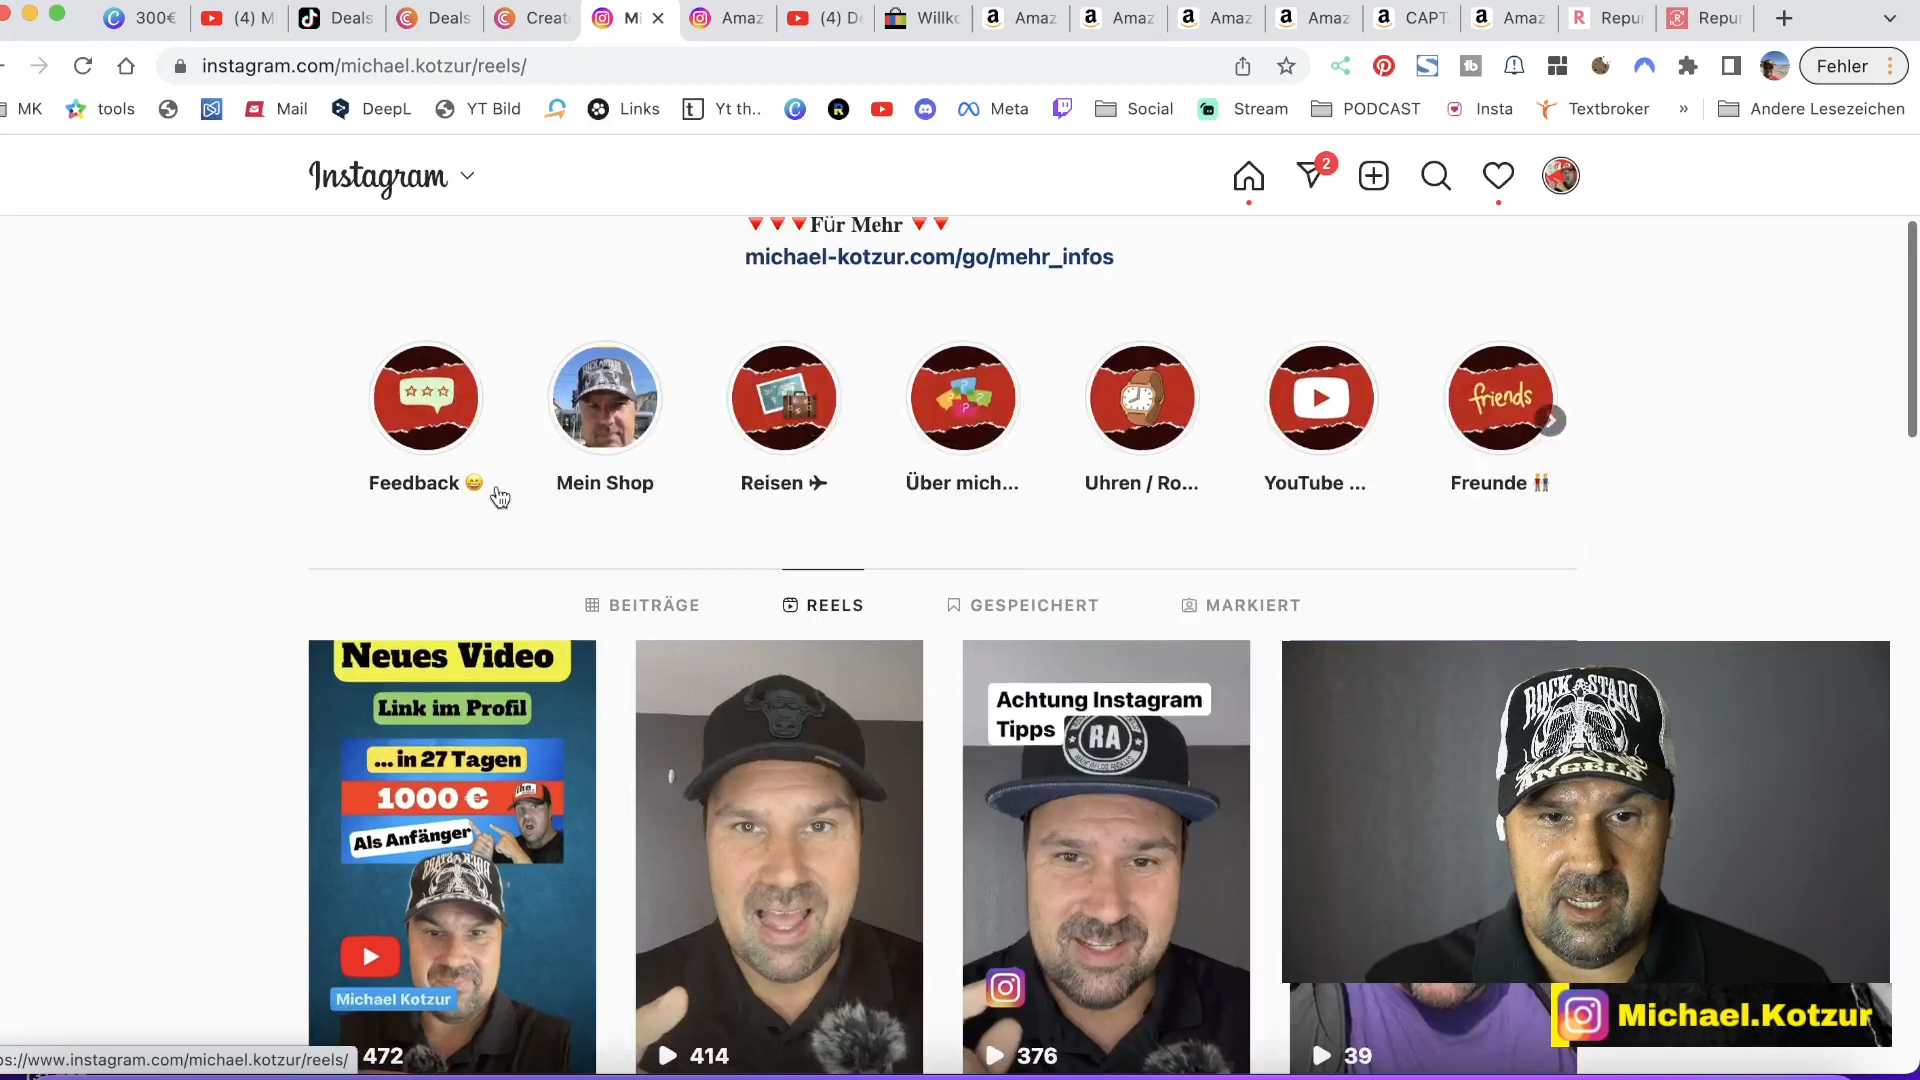 300€
(4) M
Deals
Deals
Creat
Mi
Amaz
(4) D
Willk
Amaz
Amaz
Amaz
Amaz
CAPT
Amaz
Repu
Repu
instagram.com/michael.kotzur/reels/
Fehler
MK
tools
Mail
DeepL
YT Bild
Links
Yt th..
Meta
Social
Stream
PODCAST
Insta
Textbroker
»
Andere Lesezeichen
Instagram
2
🔻🔻🔻Für Mehr 🔻🔻
michael-kotzur.com/go/mehr_infos
friends
Feedback 😄
Mein Shop
Reisen ✈
Über mich...
Uhren / Ro...
YouTube ...
Freunde 👬
BEITRÄGE
REELS
GESPEICHERT
MARKIERT
Neues Video
Link im Profil
... in 27 Tagen
1000 €
Als Anfänger
Michael Kotzur
472
414
Achtung Instagram
Tipps
RA
376
39
ROCK STARS
ANGELS
Michael.Kotzur
ps://www.instagram.com/michael.kotzur/reels/